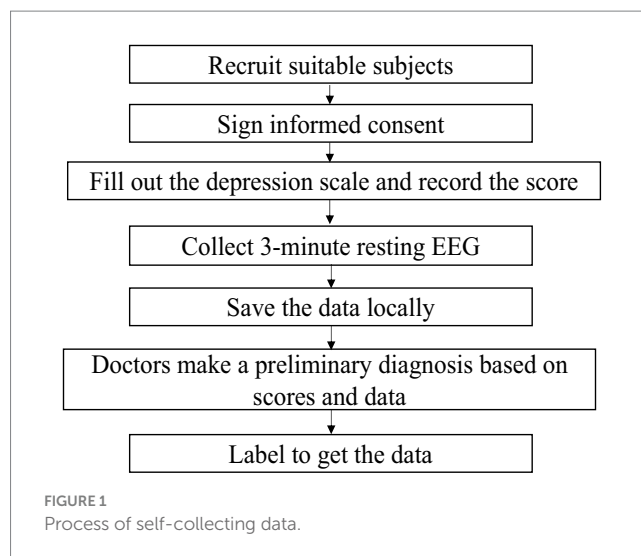 Recruit suitable subjects
Sign informed consent
Fill out the depression scale and record the score
Collect 3-minute resting EEG
Save the data locally
Doctors make a preliminary diagnosis based on
scores and data
Label to get the data
FIGURE 1
Process of self-collecting data.